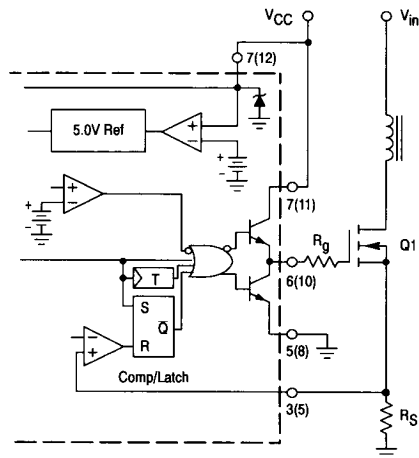 VCC
Vin
7(12)
5.0V Ref
+
−
+
−
+
−
+
−
7(11)
Rg
Q1
6(10)
T
S
Q̅
R
−
+
5(8)
Comp/Latch
3(5)
RS